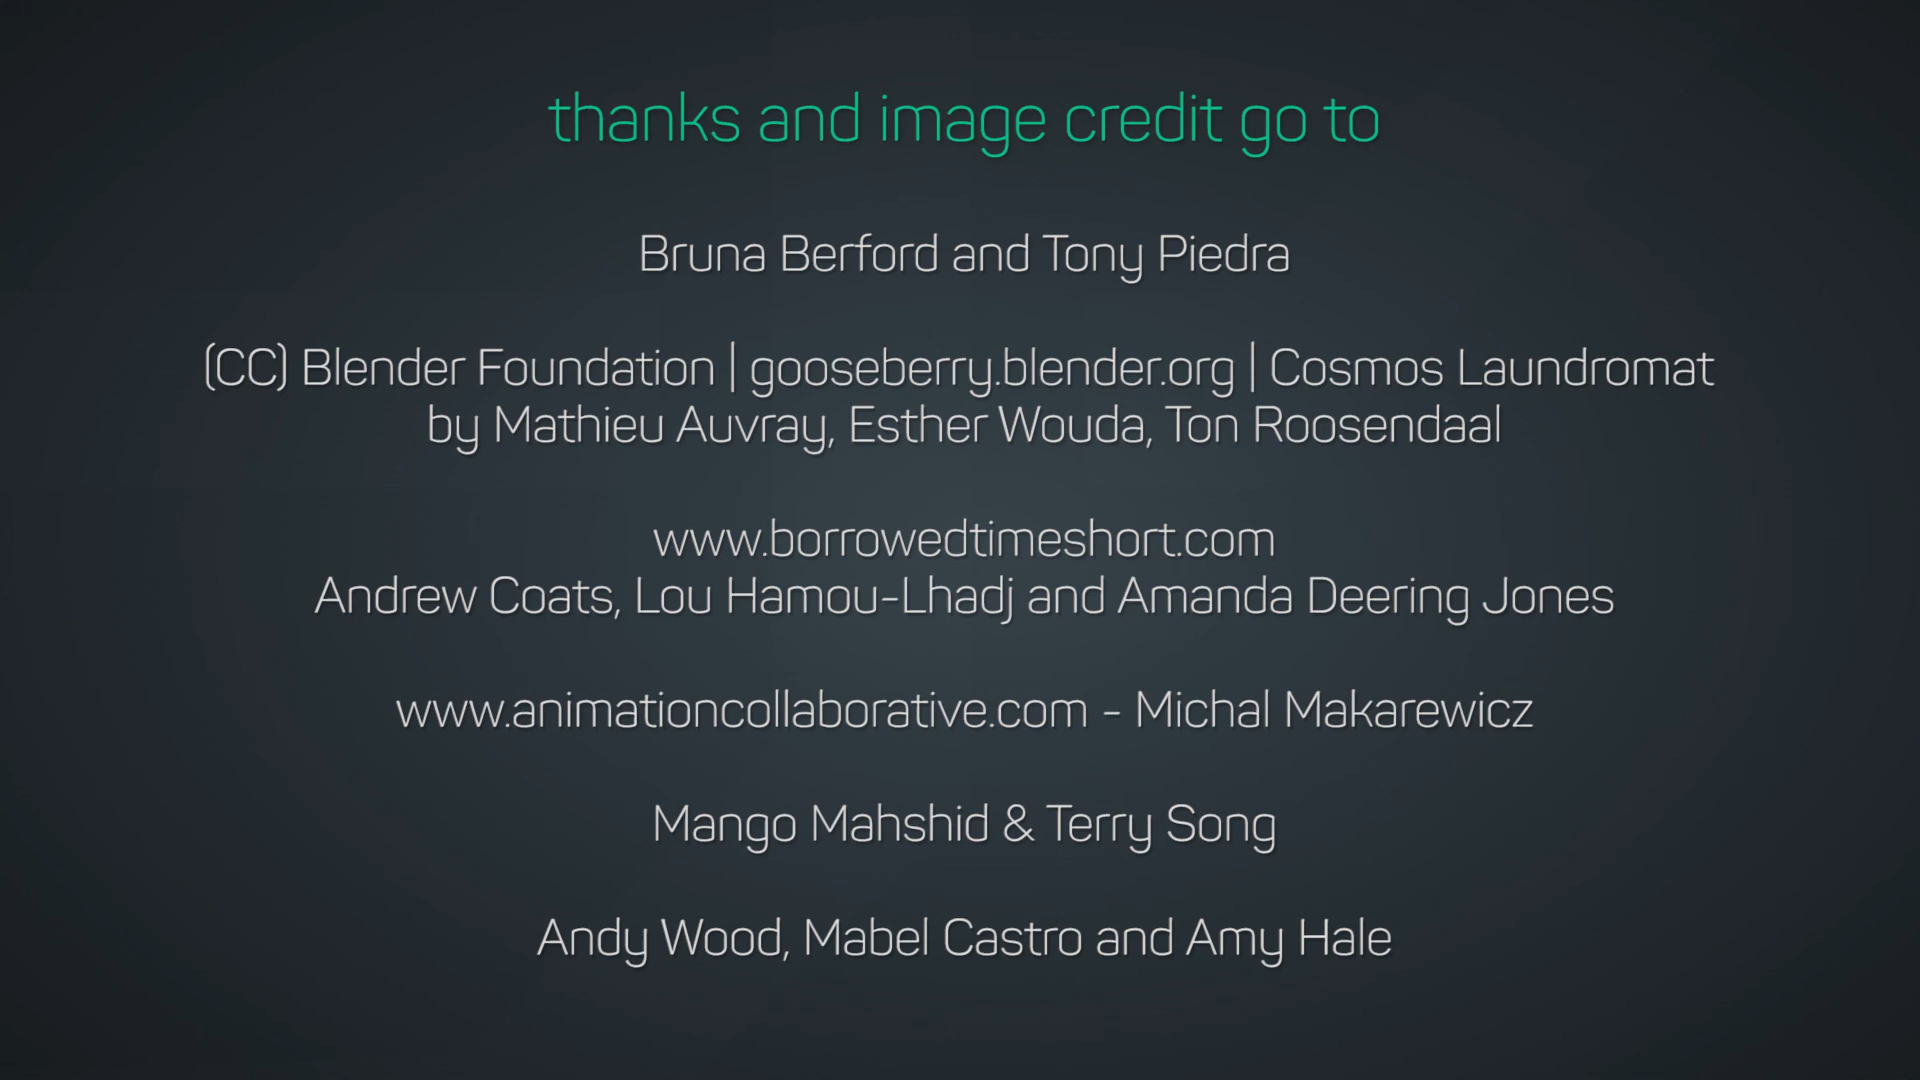 thanks and image credit go to
Bruna Berford and Tony Piedra
(CC) Blender Foundation | gooseberry.blender.org | Cosmos Laundromat
by Mathieu Auvray, Esther Wouda, Ton Roosendaal
www.borrowedtimeshort.com
Andrew Coats, Lou Hamou-Lhadj and Amanda Deering Jones
www.animationcollaborative.com - Michal Makarewicz
Mango Mahshid & Terry Song
Andy Wood, Mabel Castro and Amy Hale